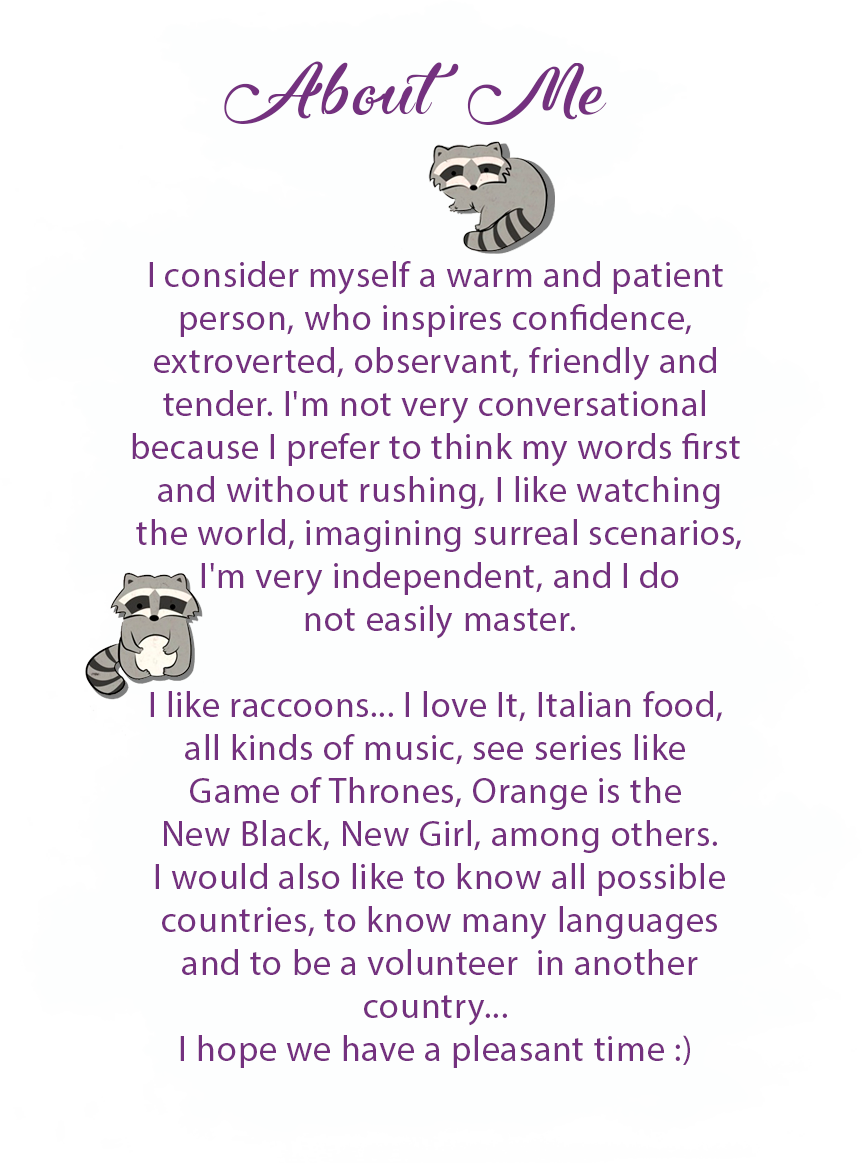 About Me
I consider myself a warm and patient
person, who inspires confidence,
extroverted, observant, friendly and
tender. I'm not very conversational
because I prefer to think my words first
and without rushing, I like watching
the world, imagining surreal scenarios,
I'm very independent, and I do
not easily master.
I like raccoons... I love It, Italian food,
all kinds of music, see series like
Game of Thrones, Orange is the
New Black, New Girl, among others.
I would also like to know all possible
countries, to know many languages
and to be a volunteer  in another
country...
I hope we have a pleasant time :)